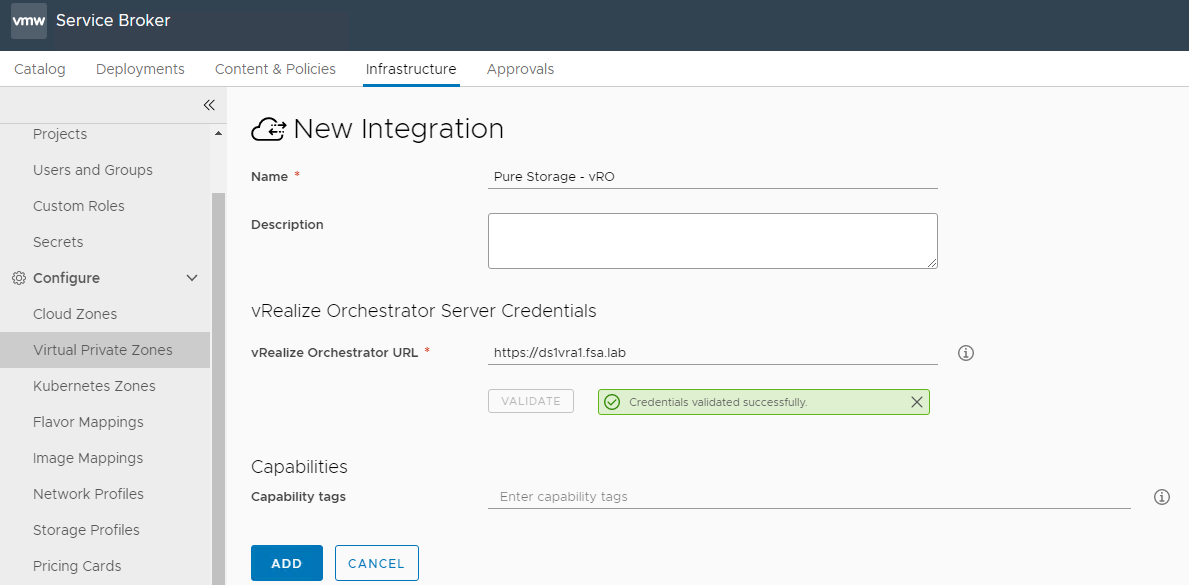 vmw Service Broker
Catalog Deployments Content & Policies Infrastructure Approvals
Projects
Users and Groups
Custom Roles
Secrets
Configure
Cloud Zones
Virtual Private Zones
Kubernetes Zones
Flavor Mappings
Image Mappings
Network Profiles
Storage Profiles
Pricing Cards
New Integration
Name * Pure Storage - vRO
Description
vRealize Orchestrator Server Credentials
vRealize Orchestrator URL * https://ds1vra1.fsa.lab
VALIDATE Credentials validated successfully.
Capabilities
Capability tags Enter capability tags
ADD CANCEL